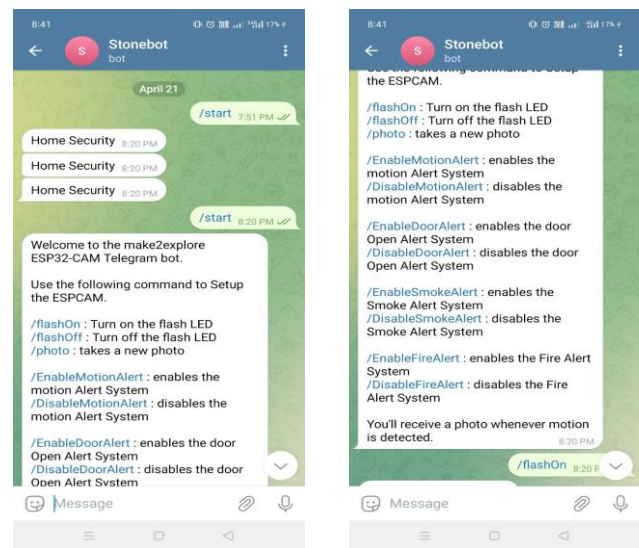 8:41
17%
S
Stonebot
bot
April 21
/start 7:51 PM
Home Security 8:20 PM
Home Security 8:20 PM
Home Security 8:20 PM
/start 8:20 PM
Welcome to the make2explore
ESP32-CAM Telegram bot.
Use the following command to Setup
the ESPCAM.
/flashOn : Turn on the flash LED
/flashOff : Turn off the flash LED
/photo : takes a new photo
/EnableMotionAlert : enables the
motion Alert System
/DisableMotionAlert : disables the
motion Alert System
/EnableDoorAlert : enables the door
Open Alert System
/DisableDoorAlert : disables the door
Open Alert System
Message
8:41
17%
S
Stonebot
bot
the ESPCAM.
/flashOn : Turn on the flash LED
/flashOff : Turn off the flash LED
/photo : takes a new photo
/EnableMotionAlert : enables the
motion Alert System
/DisableMotionAlert : disables the
motion Alert System
/EnableDoorAlert : enables the door
Open Alert System
/DisableDoorAlert : disables the door
Open Alert System
/EnableSmokeAlert : enables the
Smoke Alert System
/DisableSmokeAlert : disables the
Smoke Alert System
/EnableFireAlert : enables the Fire Alert
System
/DisableFireAlert : disables the Fire
Alert System
You'll receive a photo whenever motion
is detected. 8:20 PM
/flashOn 8:20
Message